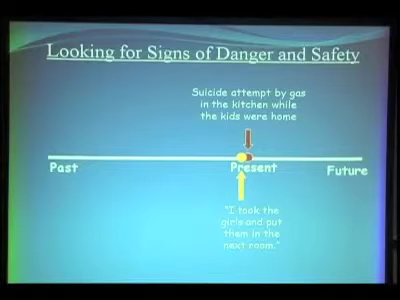 Looking for Signs of Danger and Safety
Suicide attempt by gas
in the kitchen while
the kids were home
Past
Present
Future
"I took the
girls and put
them in the
next room."